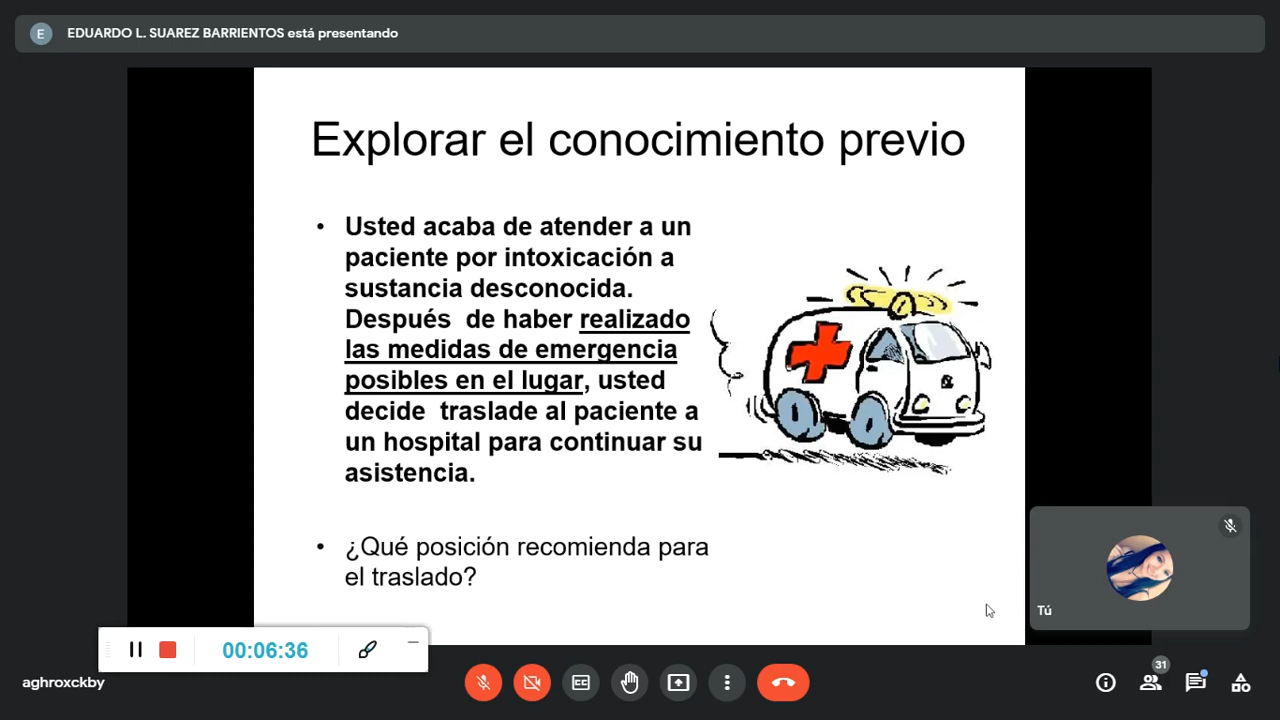 E
EDUARDO L. SUAREZ BARRIENTOS está presentando
Explorar el conocimiento previo
• Usted acaba de atender a un
paciente por intoxicación a
sustancia desconocida.
Después de haber realizado
las medidas de emergencia
posibles en el lugar, usted
decide traslade al paciente a
un hospital para continuar su
asistencia.
• ¿Qué posición recomienda para
el traslado?
Tú
00:06:36
aghroxckby
31